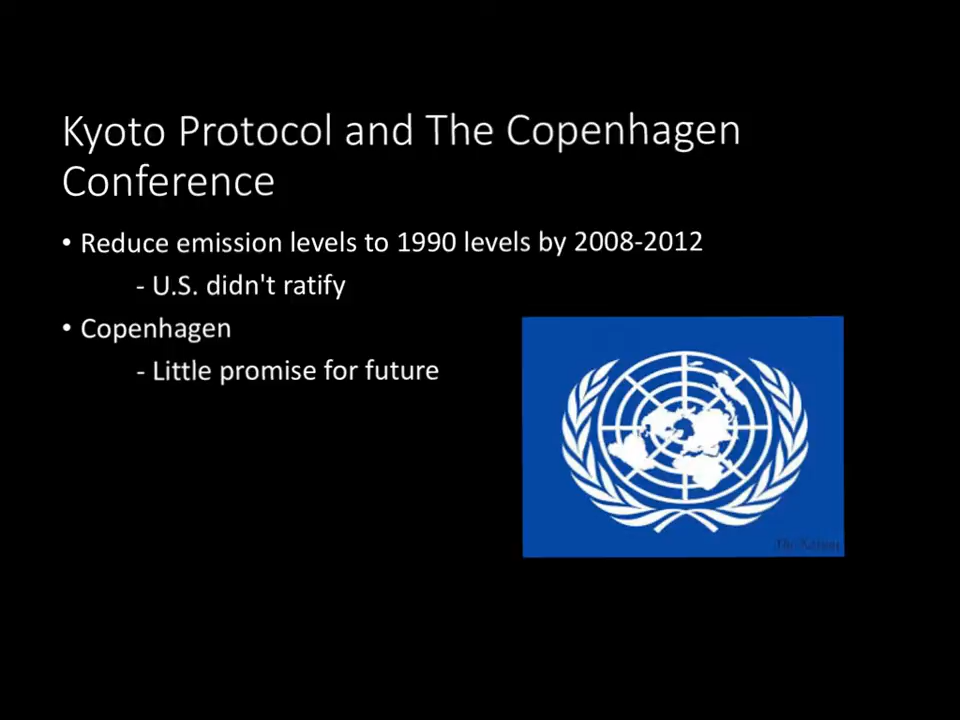 Kyoto Protocol and The Copenhagen
Conference
• Reduce emission levels to 1990 levels by 2008-2012
- U.S. didn't ratify
• Copenhagen
- Little promise for future